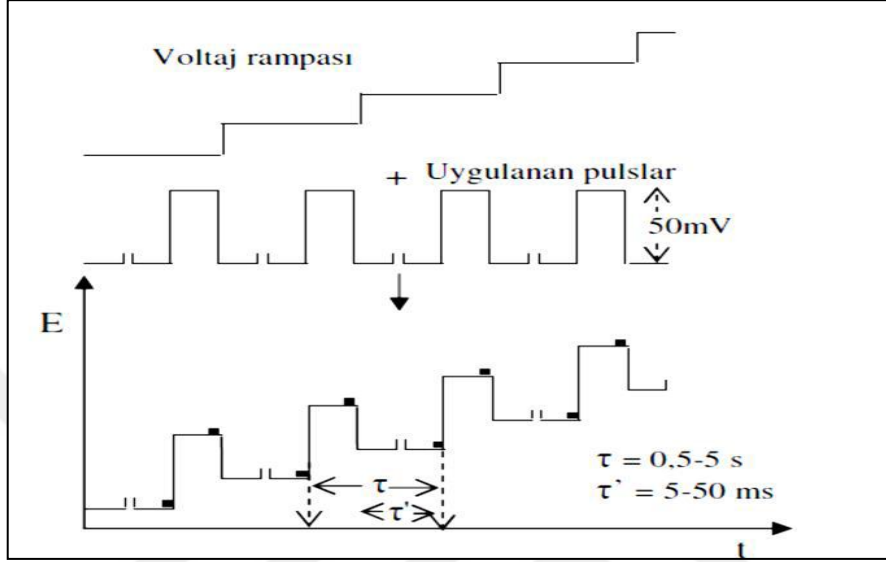 Voltaj rampası
+ Uygulanan pulslar
50mV
E
τ
τ'
τ = 0,5-5 s
τ' = 5-50 ms
t